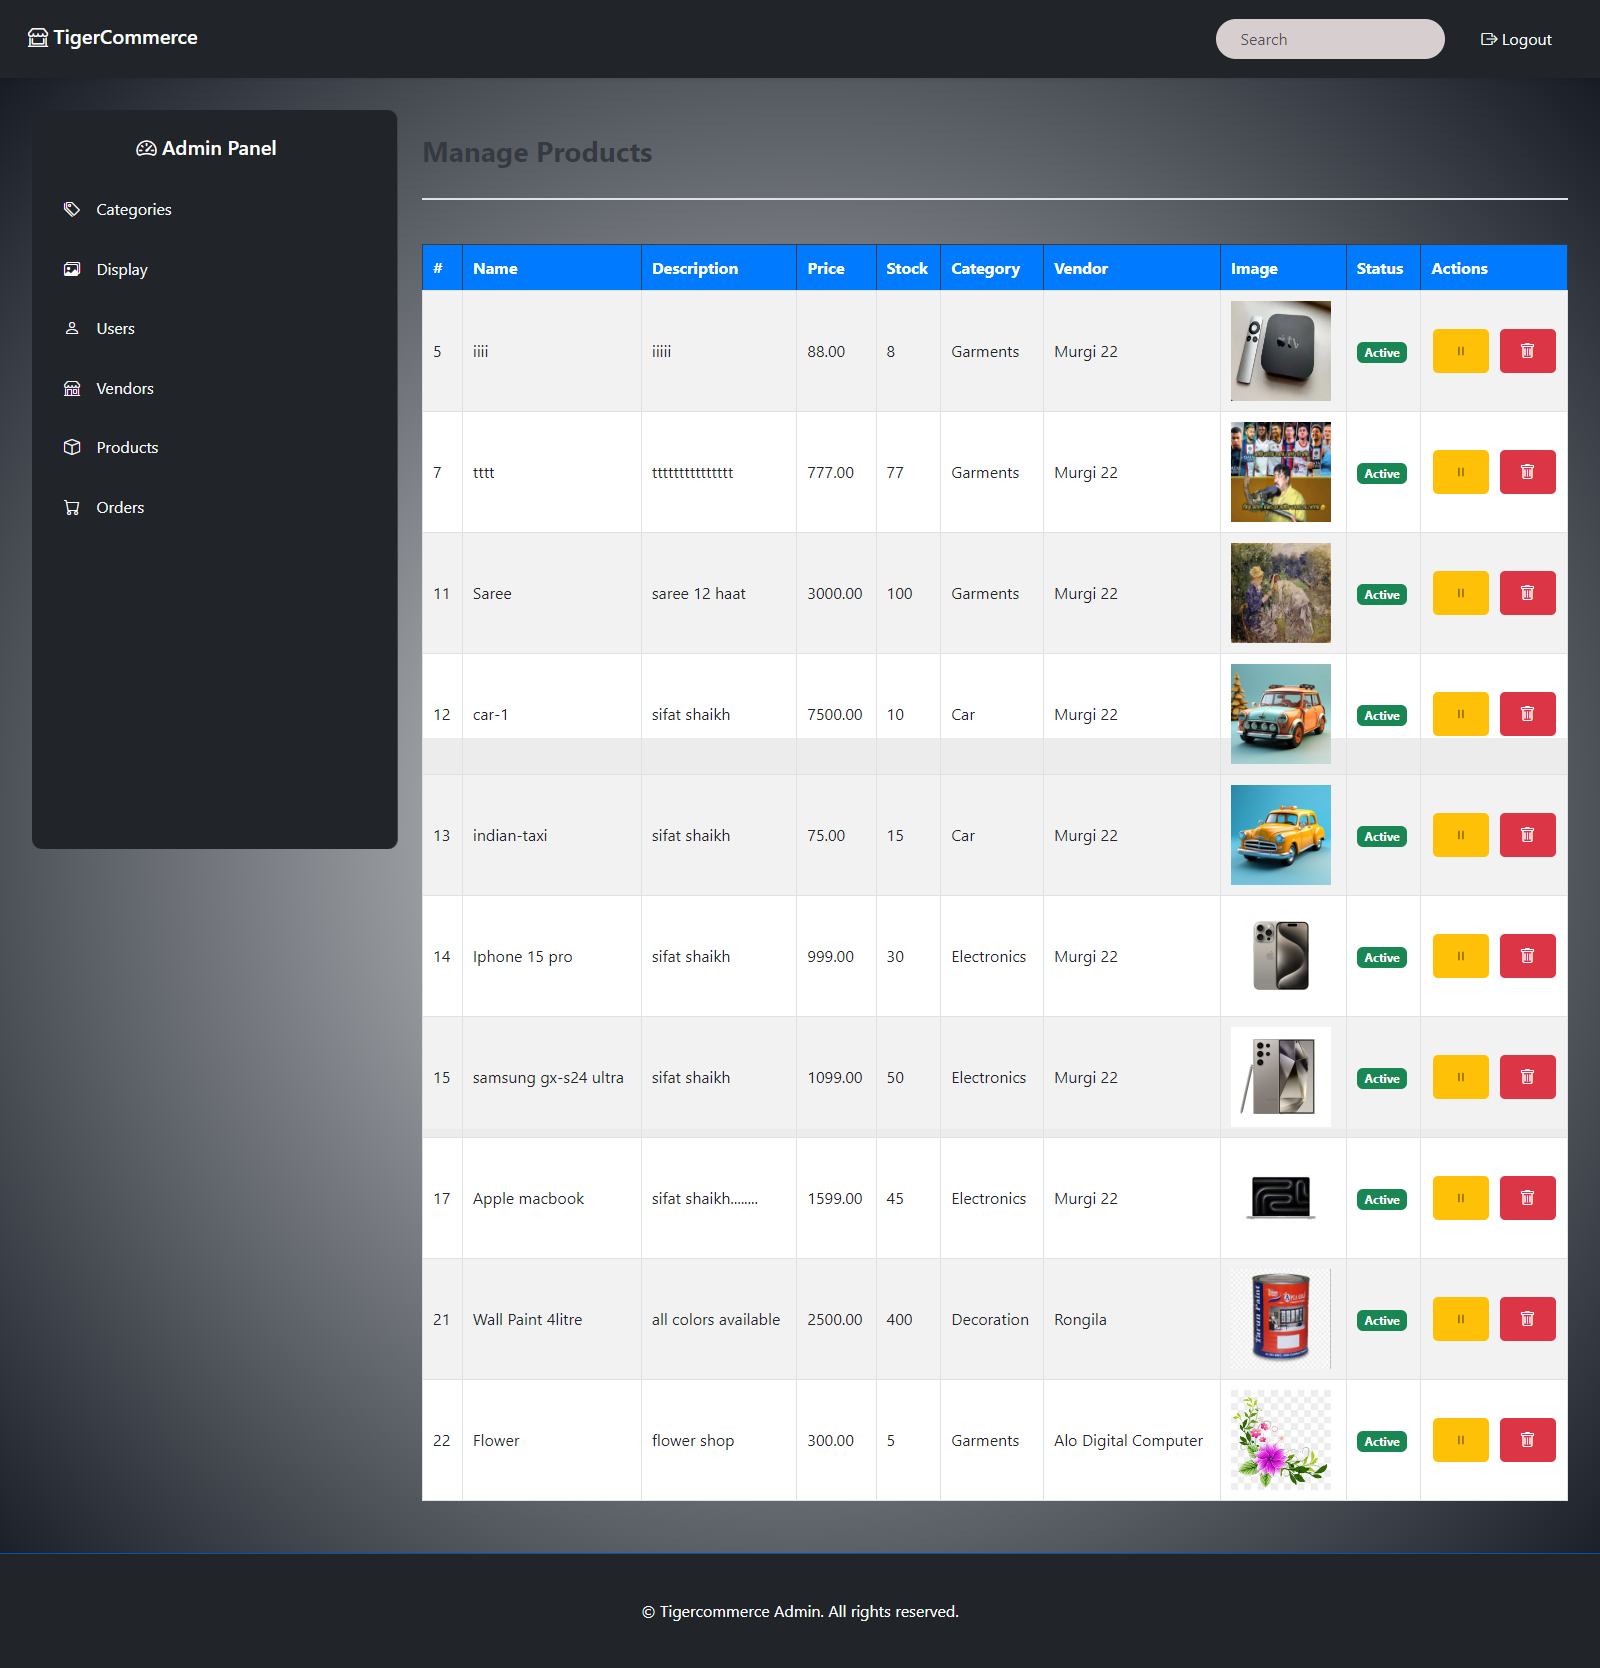 TigerCommerce
Search
Logout
Admin Panel
Categories
Display
Users
Vendors
Products
Orders
Manage Products
# Name Description Price Stock Category Vendor Image Status Actions
5 iiii iiiii 88.00 8 Garments Murgi 22 Active
7 tttt ttttttttttttttt 777.00 77 Garments Murgi 22 Active
11 Saree saree 12 haat 3000.00 100 Garments Murgi 22 Active
12 car-1 sifat shaikh 7500.00 10 Car Murgi 22 Active
13 indian-taxi sifat shaikh 75.00 15 Car Murgi 22 Active
14 Iphone 15 pro sifat shaikh 999.00 30 Electronics Murgi 22 Active
15 samsung gx-s24 ultra sifat shaikh 1099.00 50 Electronics Murgi 22 Active
17 Apple macbook sifat shaikh........ 1599.00 45 Electronics Murgi 22 Active
21 Wall Paint 4litre all colors available 2500.00 400 Decoration Rongila Active
22 Flower flower shop 300.00 5 Garments Alo Digital Computer Active
© Tigercommerce Admin. All rights reserved.